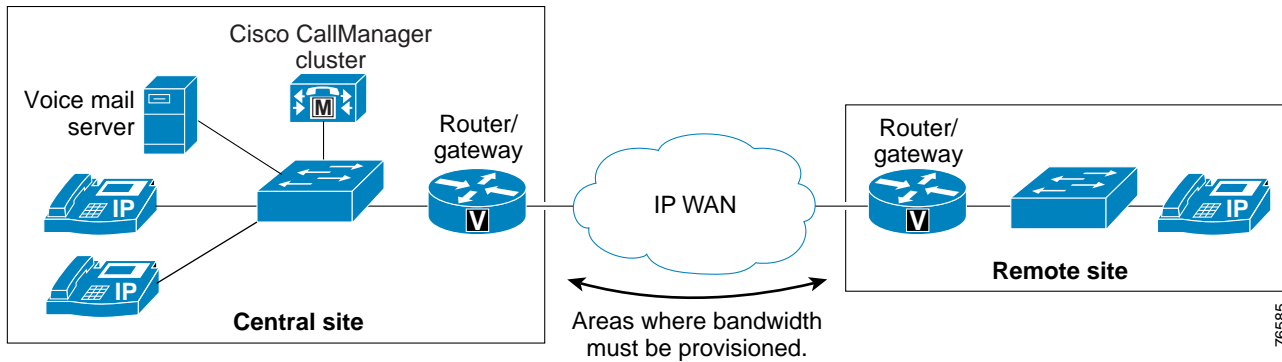 Cisco CallManager
cluster
Voice mail
server
M
Router/
gateway
IP
V
IP
Central site
IP WAN
Areas where bandwidth
must be provisioned.
Router/
gateway
V
IP
Remote site
76585